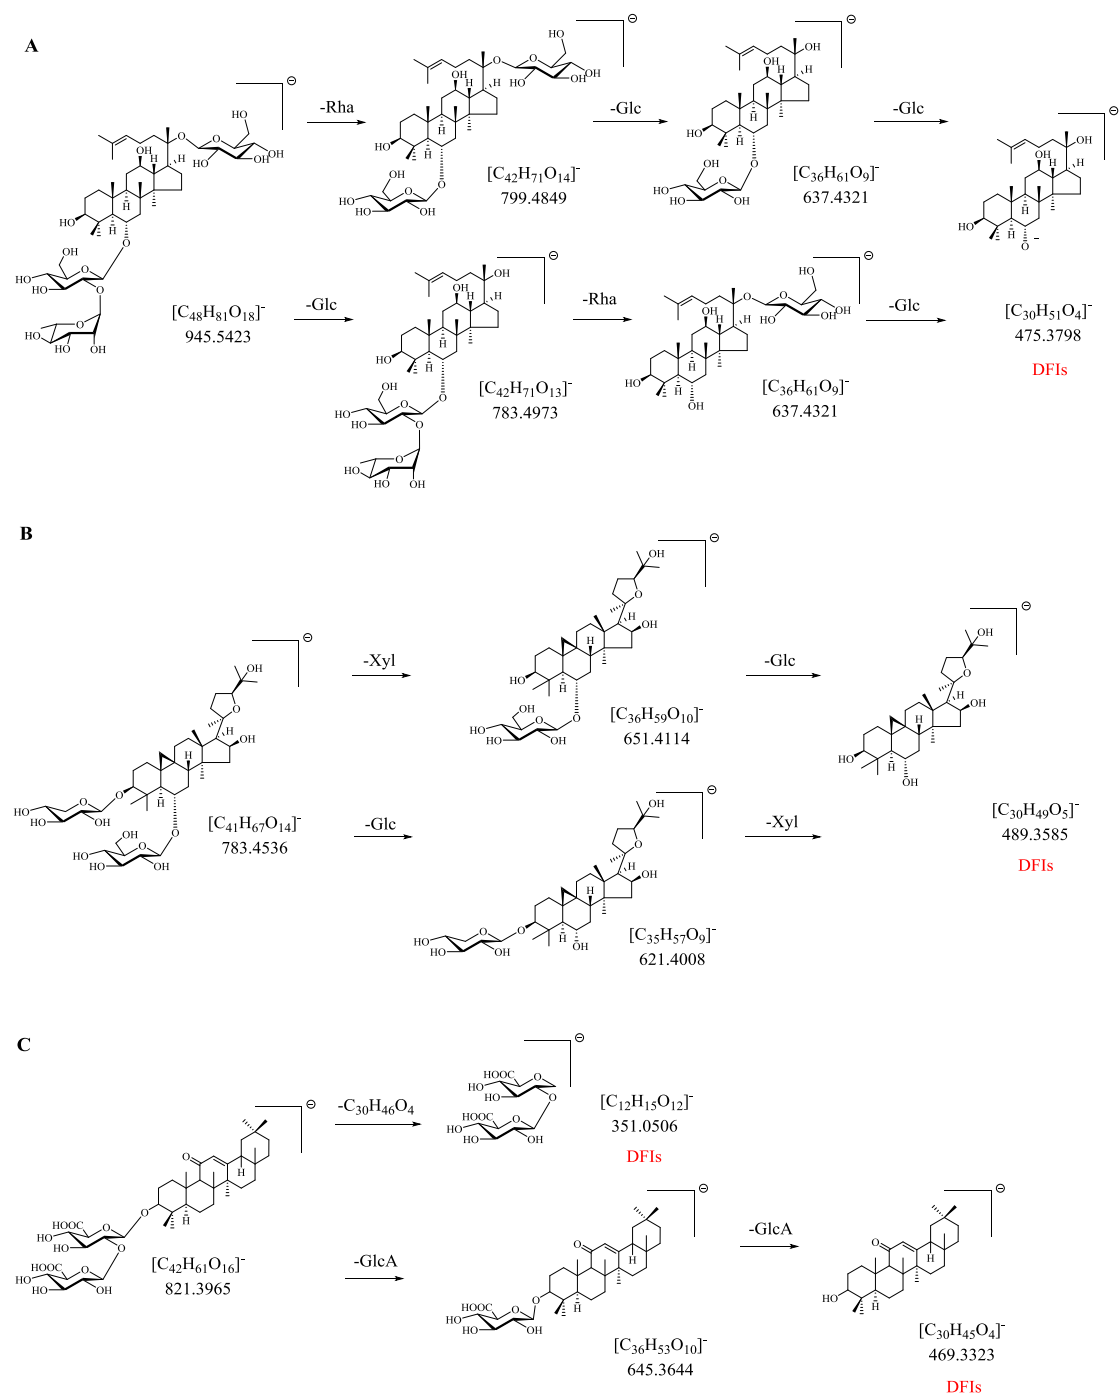 A
-Rha
-Glc
-Glc
[C42H71O14]-
799.4849
[C36H61O9]-
637.4321
[C48H81O18]-
945.5423
-Glc
-Rha
-Glc
[C42H71O13]-
783.4973
[C36H61O9]-
637.4321
[C30H51O4]-
475.3798
DFIs
B
-Xyl
-Glc
[C36H59O10]-
651.4114
[C41H67O14]-
783.4536
-Glc
-Xyl
[C35H57O9]-
621.4008
[C30H49O5]-
489.3585
DFIs
C
-C30H46O4
[C12H15O12]-
351.0506
DFIs
[C42H61O16]-
821.3965
-GlcA
-GlcA
[C36H53O10]-
645.3644
[C30H45O4]-
469.3323
DFIs